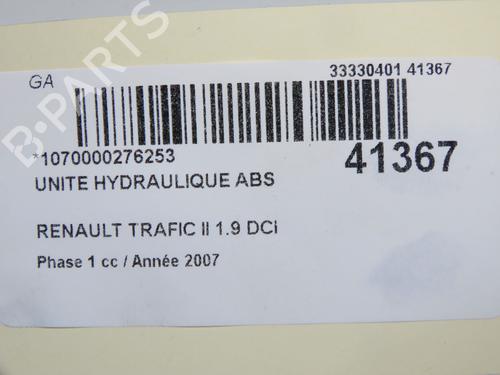 GA
33330401 41367
*1070000276253
41367
UNITE HYDRAULIQUE ABS
RENAULT TRAFIC II 1.9 DCi
Phase 1 cc / Année 2007
B-PARTS